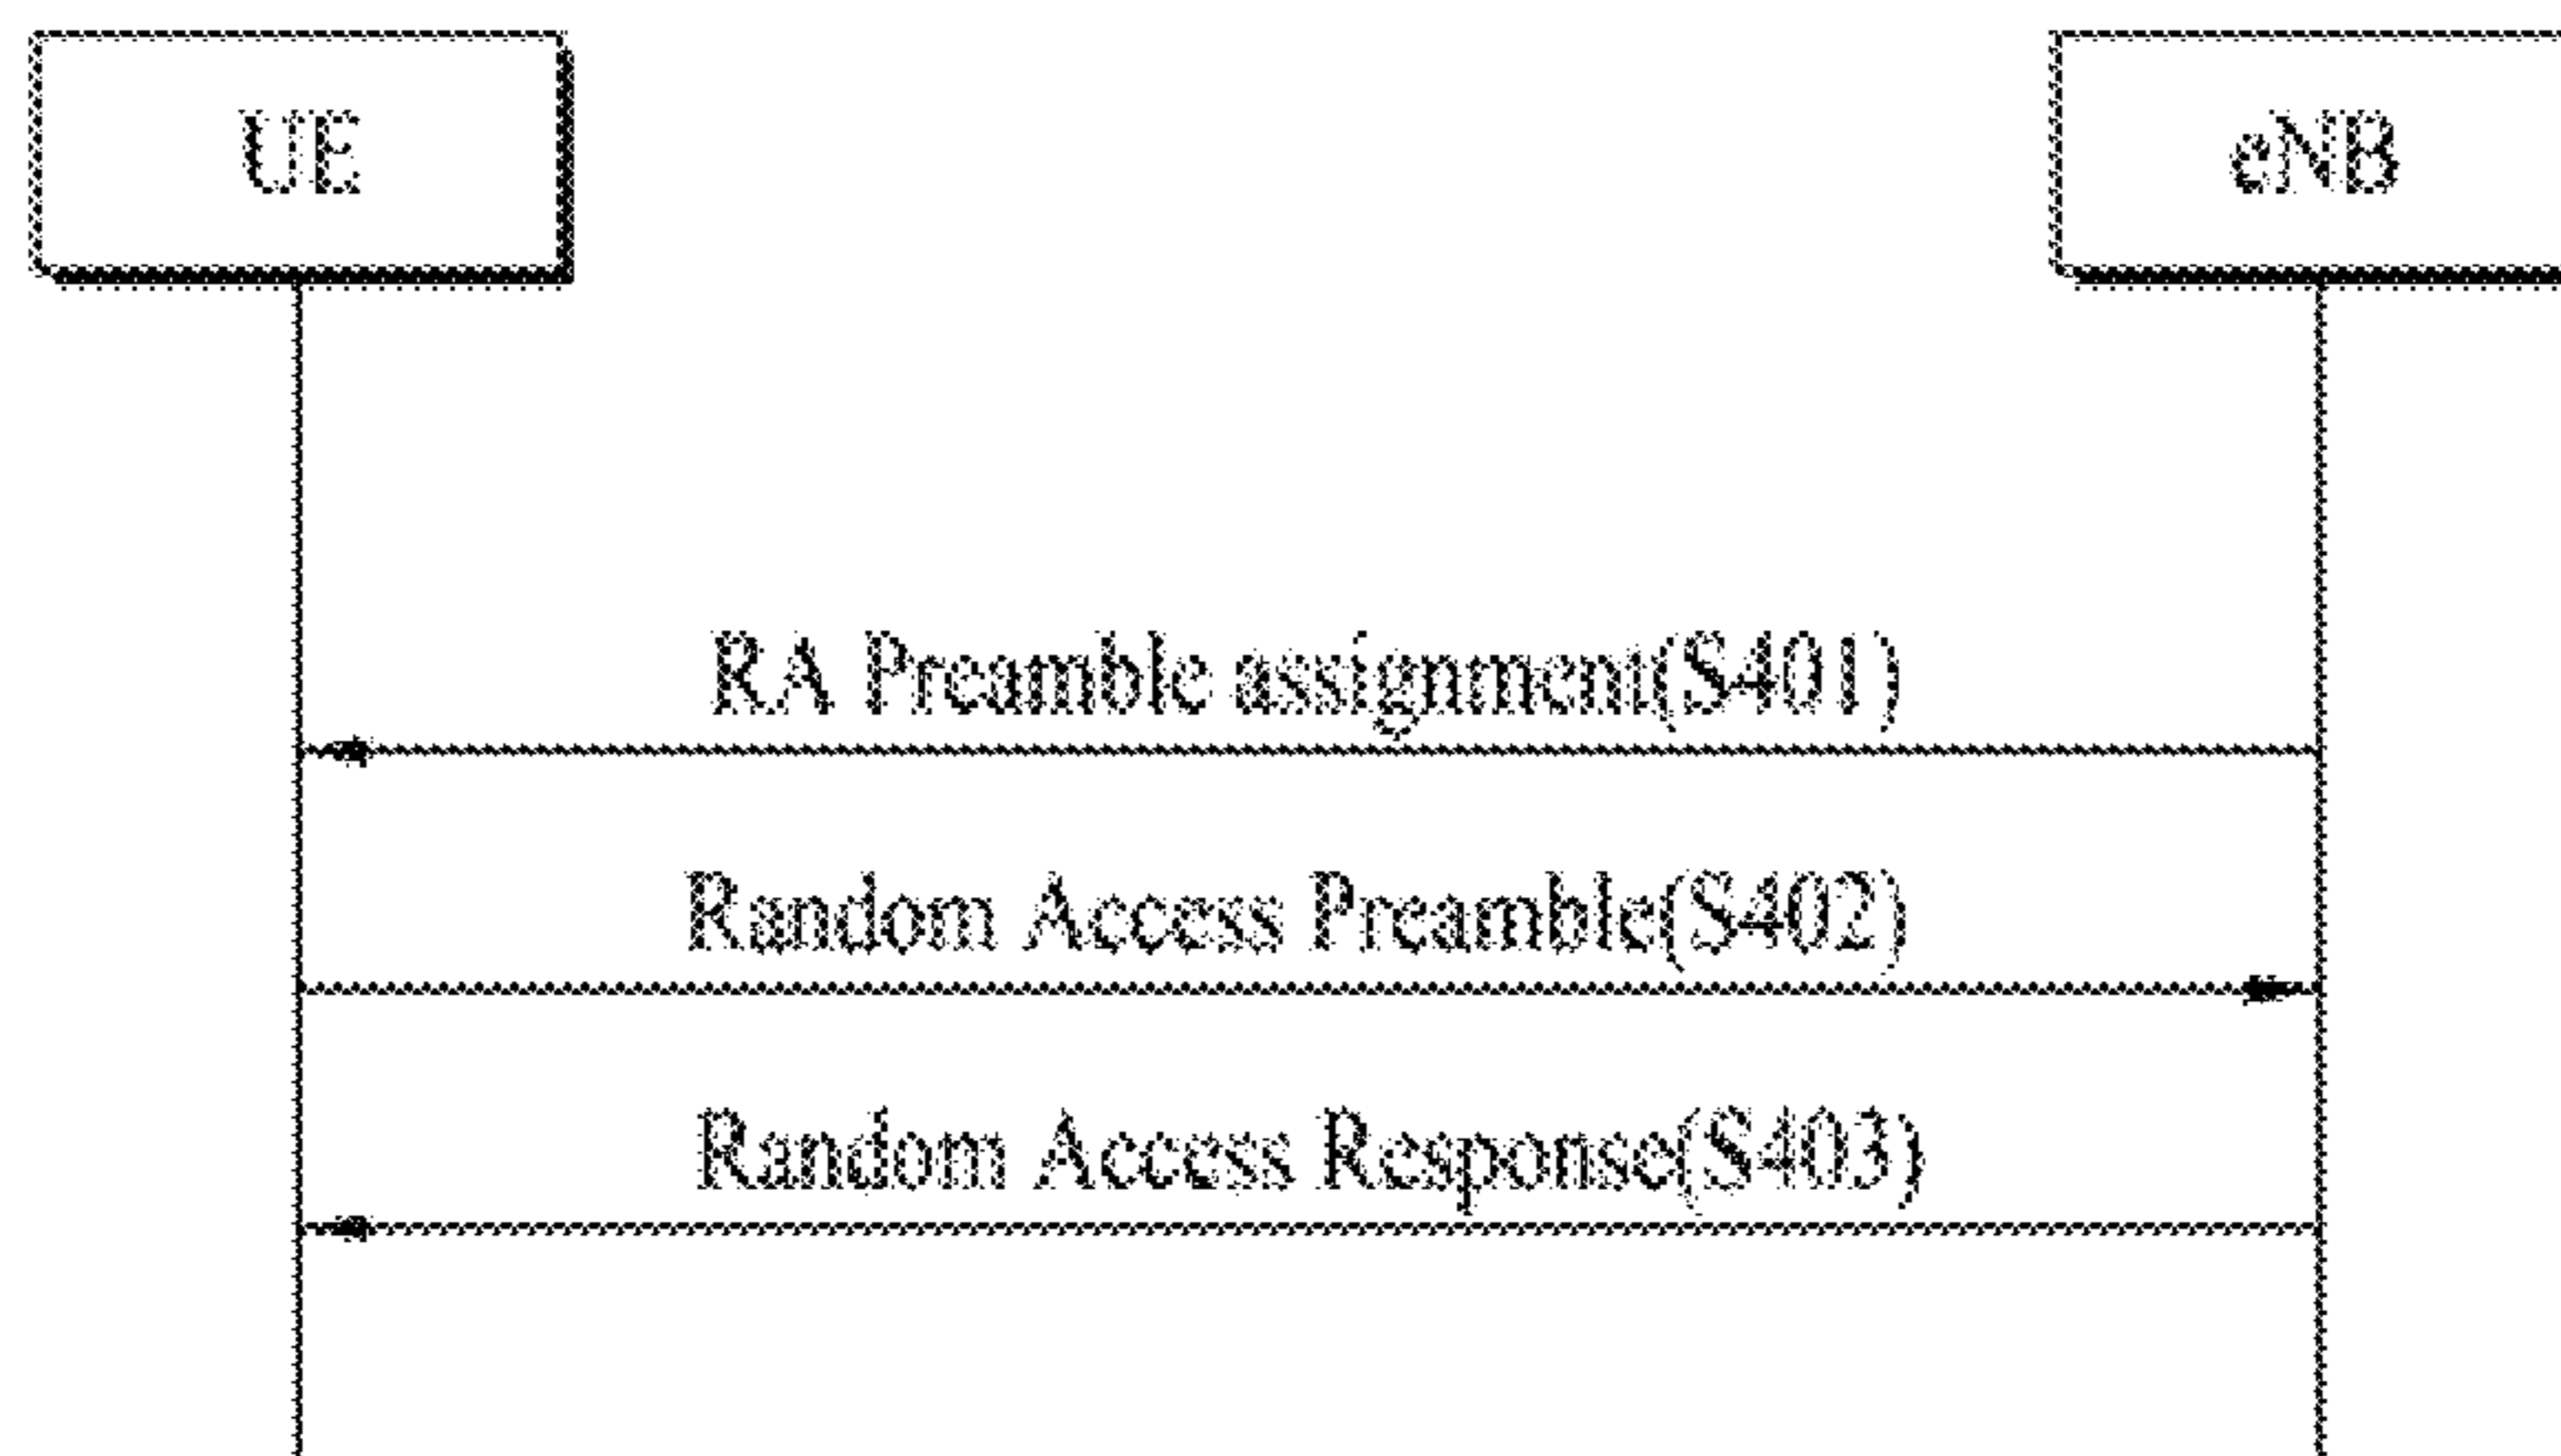 UE
eNB
RA Preamble assignment(S401)
Random Access Preamble(S402)
Random Access Response(S403)